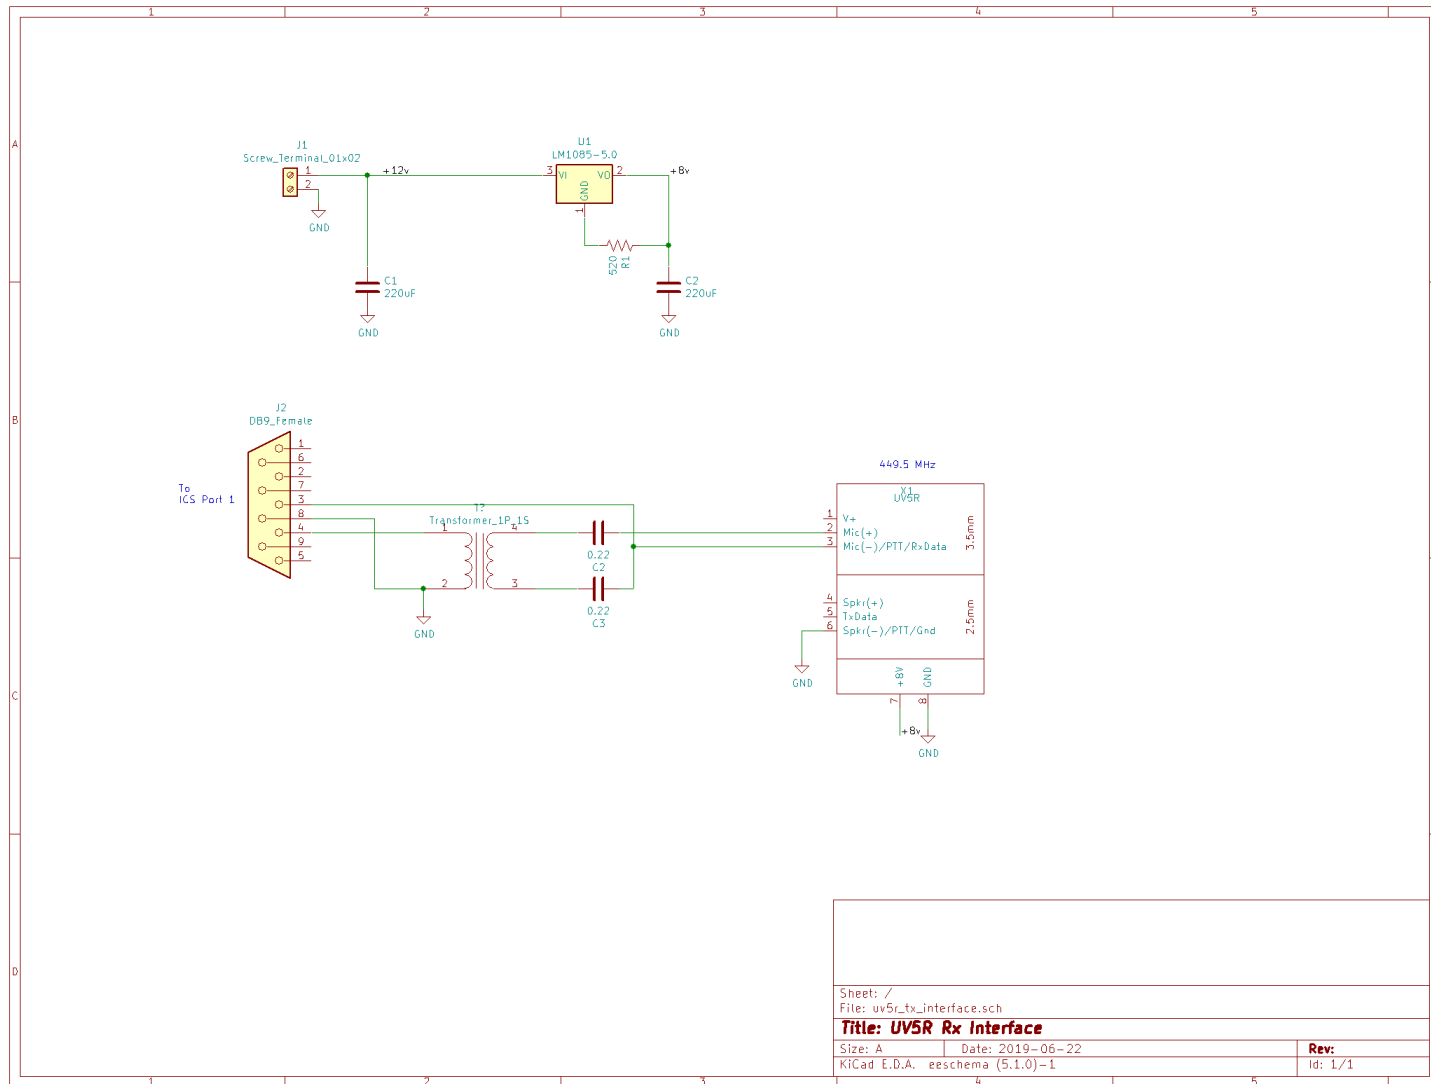 1 2 3 4 5
A
B
C
D
J1
Screw_Terminal_01x02
1
2
GND
+12v
C1
220uF
GND
U1
LM1085-5.0
3 VI VO 2
GND
1
+8v
520
R1
C2
220uF
GND
J2
DB9_Female
1
6
2
7
3
8
4
9
5
To
ICS Port 1
T?
Transformer_1P_1S
1 4
2 3
GND
0.22
C2
0.22
C3
449.5 MHz
X1
UV5R
1 V+
2 Mic(+)
3 Mic(-)/PTT/RxData
3.5mm
4 Spkr(+)
5 TxData
6 Spkr(-)/PTT/Gnd
2.5mm
GND
+8V GND
7 8
+8v
GND
Sheet: /
File: uv5r_tx_interface.sch
Title: UV5R Rx Interface
Size: A Date: 2019-06-22 Rev:
KiCad E.D.A. eeschema (5.1.0)-1 Id: 1/1
1 2 3 4 5